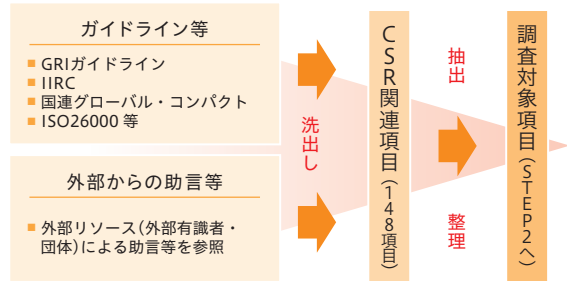 ガイドライン等
■ GRIガイドライン
■ IIRC
■ 国連グローバル・コンパクト
■ ISO26000 等
外部からの助言等
■ 外部リソース(外部有識者・
団体)による助言等を参照
洗出し
CSR関連項目(148項目)
抽出
整理
調査対象項目(STEP2へ)